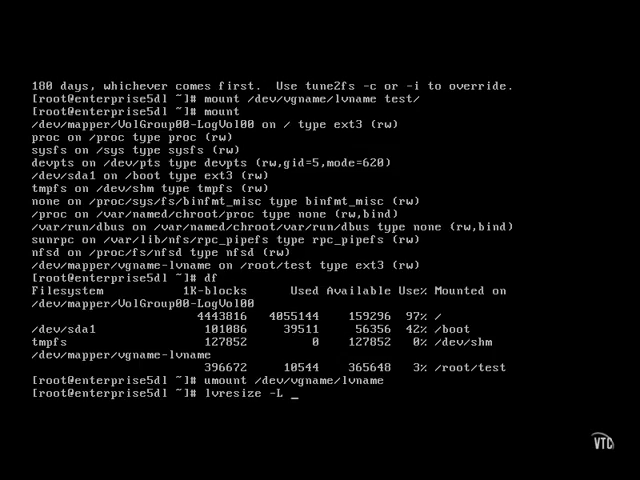 180 days, whichever comes first.  Use tune2fs -c or -i to override.
[root@enterprise5dl ]# mount /dev/vgname/lvname test/
[root@enterprise5dl ]# mount
/dev/mapper/VolGroup00-LogVol00 on / type ext3 (rw)
proc on /proc type proc (rw)
sysfs on /sys type sysfs (rw)
devpts on /dev/pts type devpts (rw,gid=5,mode=620)
/dev/sda1 on /boot type ext3 (rw)
tmpfs on /dev/shm type tmpfs (rw)
none on /proc/sys/fs/binfmt_misc type binfmt_misc (rw)
/proc on /var/named/chroot/proc type none (rw,bind)
/var/run/dbus on /var/named/chroot/var/run/dbus type none (rw,bind)
sunrpc on /var/lib/nfs/rpc_pipefs type rpc_pipefs (rw)
nfsd on /proc/fs/nfsd type nfsd (rw)
/dev/mapper/vgname-lvname on /root/test type ext3 (rw)
[root@enterprise5dl ]# df
Filesystem           1K-blocks      Used Available Use% Mounted on
/dev/mapper/VolGroup00-LogVol00
                       4443816   4055144    159296  97% /
/dev/sda1               101086     39511     56356  42% /boot
tmpfs                   127852         0    127852   0% /dev/shm
/dev/mapper/vgname-lvname
                        396672     10544    365648   3% /root/test
[root@enterprise5dl ]# umount /dev/vgname/lvname
[root@enterprise5dl ]# lvresize -L _
VTC